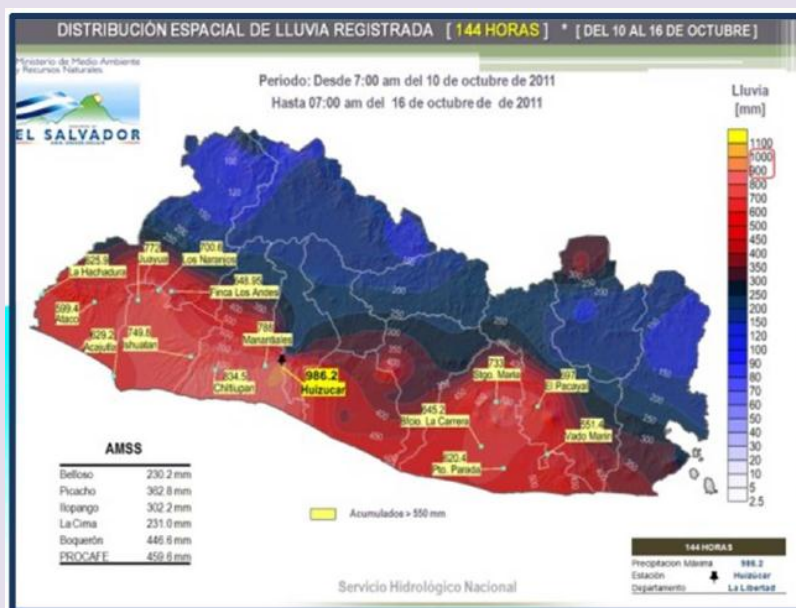 DISTRIBUCIÓN ESPACIAL DE LLUVIA REGISTRADA [ 144 HORAS ] * [ DEL 10 AL 16 DE OCTUBRE ]
Ministerio de Medio Ambiente
y Recursos Naturales
EL SALVADOR
Periodo: Desde 7:00 am del 10 de octubre de 2011
Hasta 07:00 am del 16 de octubre de de 2011
Lluvia
[mm]
1100
1000
900
800
700
600
500
450
400
350
300
250
200
150
120
100
90
80
70
60
50
40
30
20
10
5
2.5
625.9
La Hachadura
772
Juayua
700.6
Los Naranjos
648.95
Finca Los Andes
599.4
Ataco
629.2
Acajutla
749.8
Ishuatan
788
Manantiales
834.5
Chiltiupan
986.2
Huizucar
733
Stgo. Maria
697
El Pacayal
645.2
Bfcio. La Carrera
551.4
Vado Marin
620.4
Pto. Parada
AMSS
Belloso 230.2 mm
Picacho 362.8 mm
Ilopango 302.2 mm
La Cima 231.0 mm
Boquerón 446.6 mm
PROCAFE 459.6 mm
Acumulados > 550 mm
144 HORAS
Precipitacion Máxima 986.2
Estación Huizúcar
Departamento La Libertad
Servicio Hidrológico Nacional